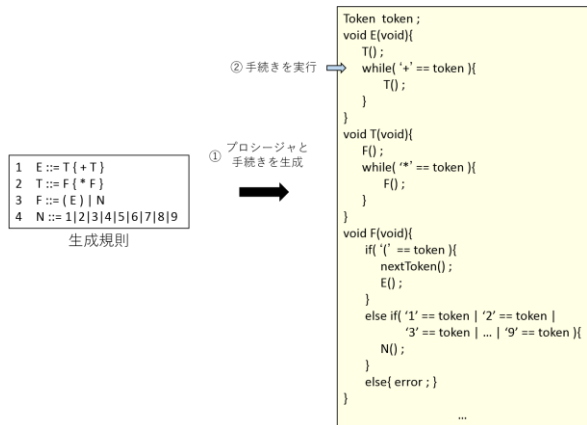 1 E ::= T { + T }
2 T ::= F { * F }
3 F ::= ( E ) | N
4 N ::= 1|2|3|4|5|6|7|8|9
生成規則
① プロシージャと
手続きを生成
② 手続きを実行
Token token ;
void E(void){
T() ;
while( ‘+’ == token ){
T() ;
}
}
void T(void){
F() ;
while( ‘*’ == token ){
F() ;
}
}
void F(void){
if( ‘(’ == token ){
nextToken() ;
E() ;
}
else if( ‘1’ == token | ‘2’ == token |
‘3’ == token | ... | ‘9’ == token ){
N() ;
}
else{ error ; }
}
...